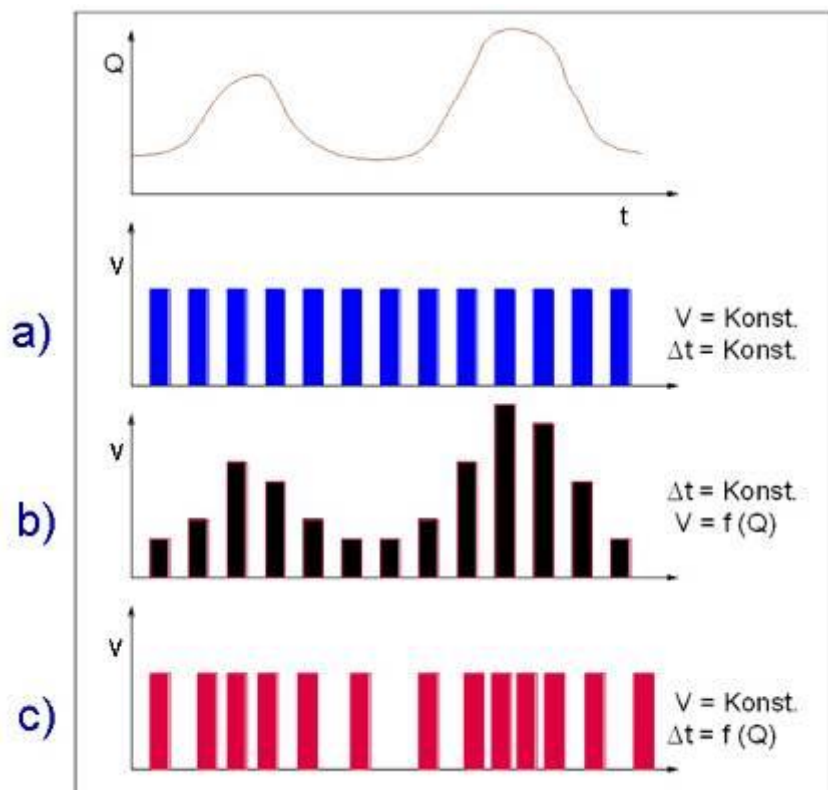 Q
t
V
a)
V = Konst.
Δt = Konst.
V
b)
Δt = Konst.
V = f (Q)
V
c)
V = Konst.
Δt = f (Q)